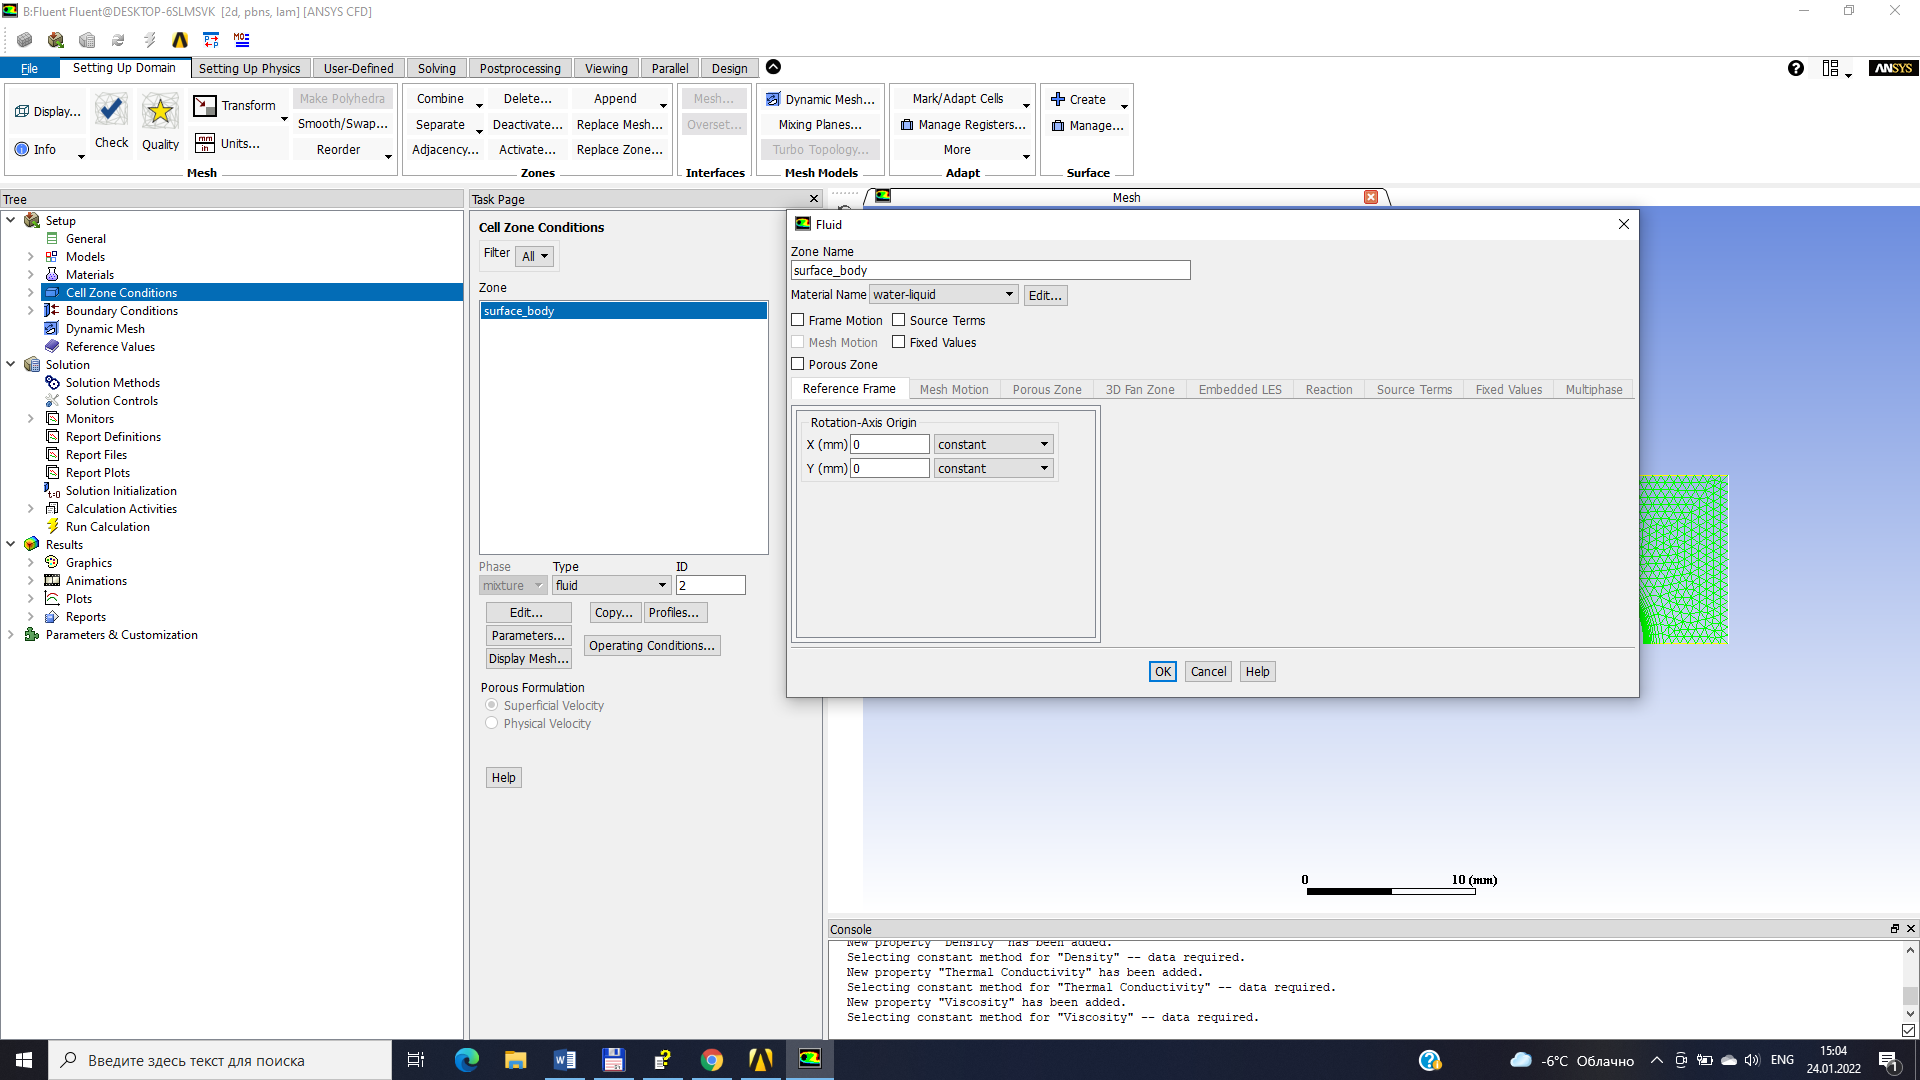 B:Fluent Fluent@DESKTOP-6SLMSVK [2d, pbns, lam] [ANSYS CFD]
File Setting Up Domain Setting Up Physics User-Defined Solving Postprocessing Viewing Parallel Design ANSYS
Display... Check Quality Transform Make Polyhedra Combine Delete... Append Mesh... Dynamic Mesh... Mark/Adapt Cells Create
Smooth/Swap... Separate Deactivate... Replace Mesh... Overset... Mixing Planes... Manage Registers... Manage...
Info Units... Reorder Adjacency... Activate... Replace Zone... Turbo Topology... More
Mesh Zones Interfaces Mesh Models Adapt Surface
Tree
Setup
General
Models
Materials
Cell Zone Conditions
Boundary Conditions
Dynamic Mesh
Reference Values
Solution
Solution Methods
Solution Controls
Monitors
Report Definitions
Report Files
Report Plots
Solution Initialization
Calculation Activities
Run Calculation
Results
Graphics
Animations
Plots
Reports
Parameters & Customization
Task Page
Cell Zone Conditions
Filter All
Zone
surface_body
Phase Type ID
mixture fluid 2
Edit... Copy... Profiles...
Parameters... Operating Conditions...
Display Mesh...
Porous Formulation
Superficial Velocity
Physical Velocity
Help
Mesh
Fluid
Zone Name
surface_body
Material Name water-liquid Edit...
Frame Motion Source Terms
Mesh Motion Fixed Values
Porous Zone
Reference Frame Mesh Motion Porous Zone 3D Fan Zone Embedded LES Reaction Source Terms Fixed Values Multiphase
Rotation-Axis Origin
X (mm) 0 constant
Y (mm) 0 constant
OK Cancel Help
0 10 (mm)
Console
New property "Density" has been added.
Selecting constant method for "Density" -- data required.
New property "Thermal Conductivity" has been added.
Selecting constant method for "Thermal Conductivity" -- data required.
New property "Viscosity" has been added.
Selecting constant method for "Viscosity" -- data required.
Введите здесь текст для поиска -6°C Облачно ENG 15:04
24.01.2022 1